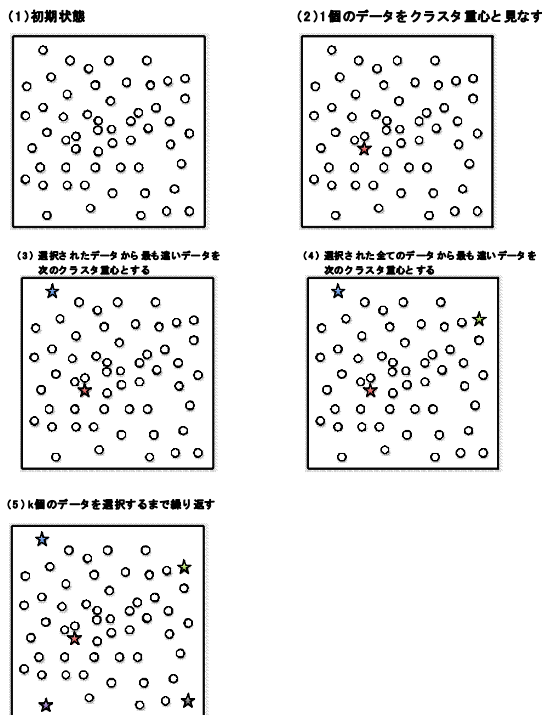 (1)初期状態
(2)1個のデータをクラスタ重心と見なす
(3) 選択されたデータから最も遠いデータを
次のクラスタ重心とする
(4) 選択された全てのデータから最も遠いデータを
次のクラスタ重心とする
(5)k個のデータを選択するまで繰り返す